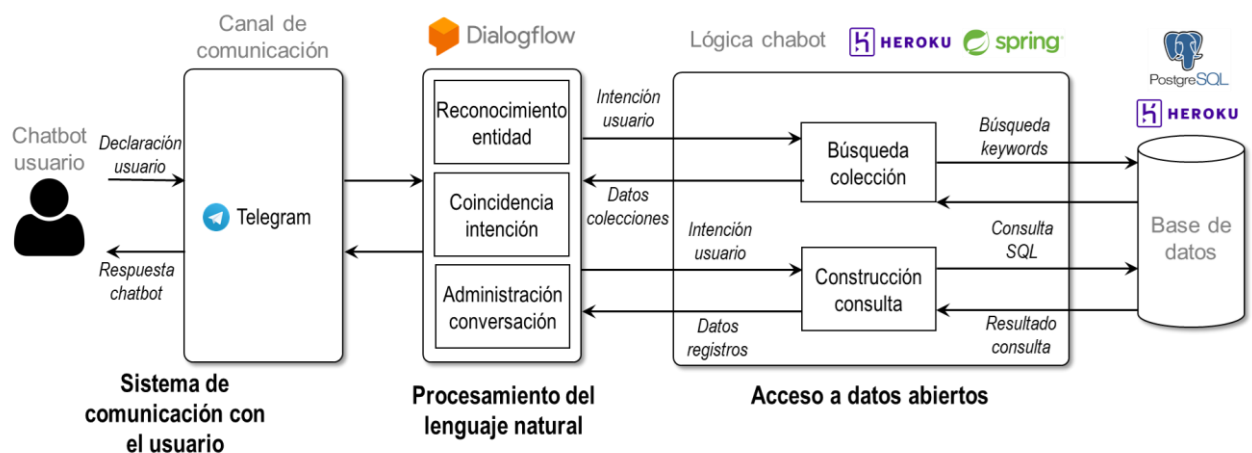 Canal de
comunicación
Dialogflow
Lógica chabot
HEROKU
spring
PostgreSQL
HEROKU
Chatbot
usuario
Declaración
usuario
Respuesta
chatbot
Telegram
Reconocimiento
entidad
Coincidencia
intención
Administración
conversación
Intención
usuario
Datos
colecciones
Intención
usuario
Datos
registros
Búsqueda
colección
Construcción
consulta
Búsqueda
keywords
Consulta
SQL
Resultado
consulta
Base de
datos
Sistema de
comunicación con
el usuario
Procesamiento del
lenguaje natural
Acceso a datos abiertos